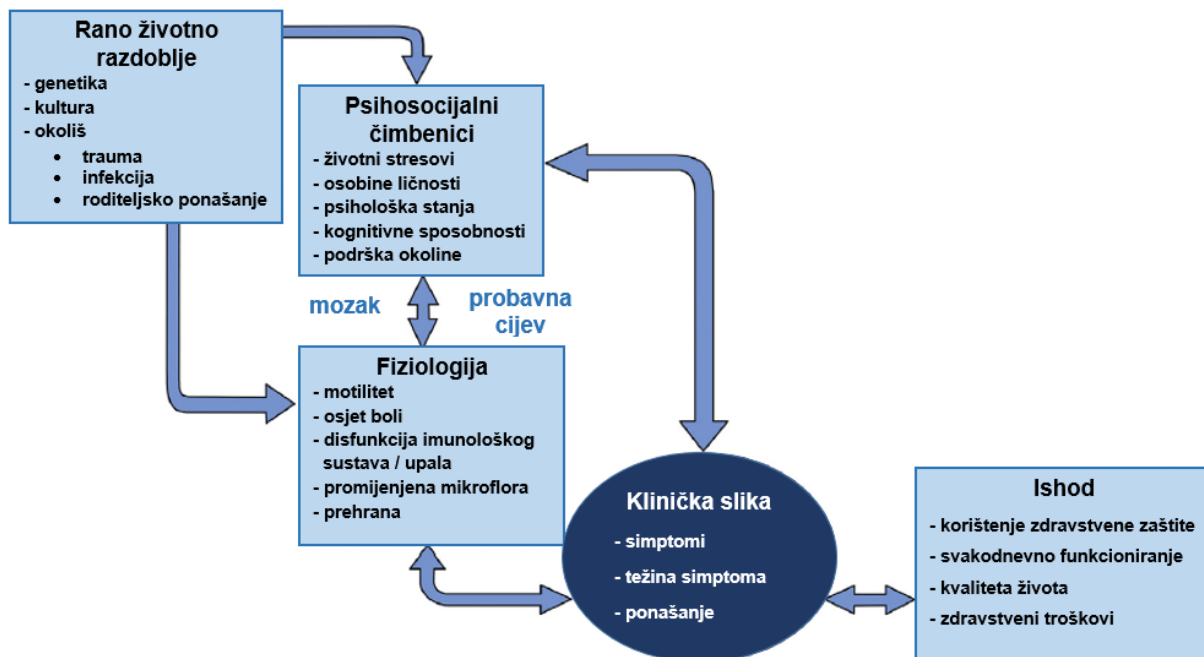 Rano životno
razdoblje
- genetika
- kultura
- okoliš
• trauma
• infekcija
• roditeljsko ponašanje
Psihosocijalni
čimbenici
- životni stresovi
- osobine ličnosti
- psihološka stanja
- kognitivne sposobnosti
- podrška okoline
mozak
probavna
cijev
Fiziologija
- motilitet
- osjet boli
- disfunkcija imunološkog
sustava / upala
- promijenjena mikroflora
- prehrana
Klinička slika
- simptomi
- težina simptoma
- ponašanje
Ishod
- korištenje zdravstvene zaštite
- svakodnevno funkcioniranje
- kvaliteta života
- zdravstveni troškovi